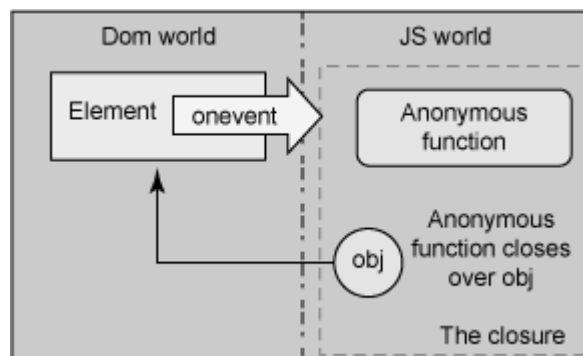 Dom world
JS world
Element
onevent
Anonymous
function
obj
Anonymous
function closes
over obj
The closure